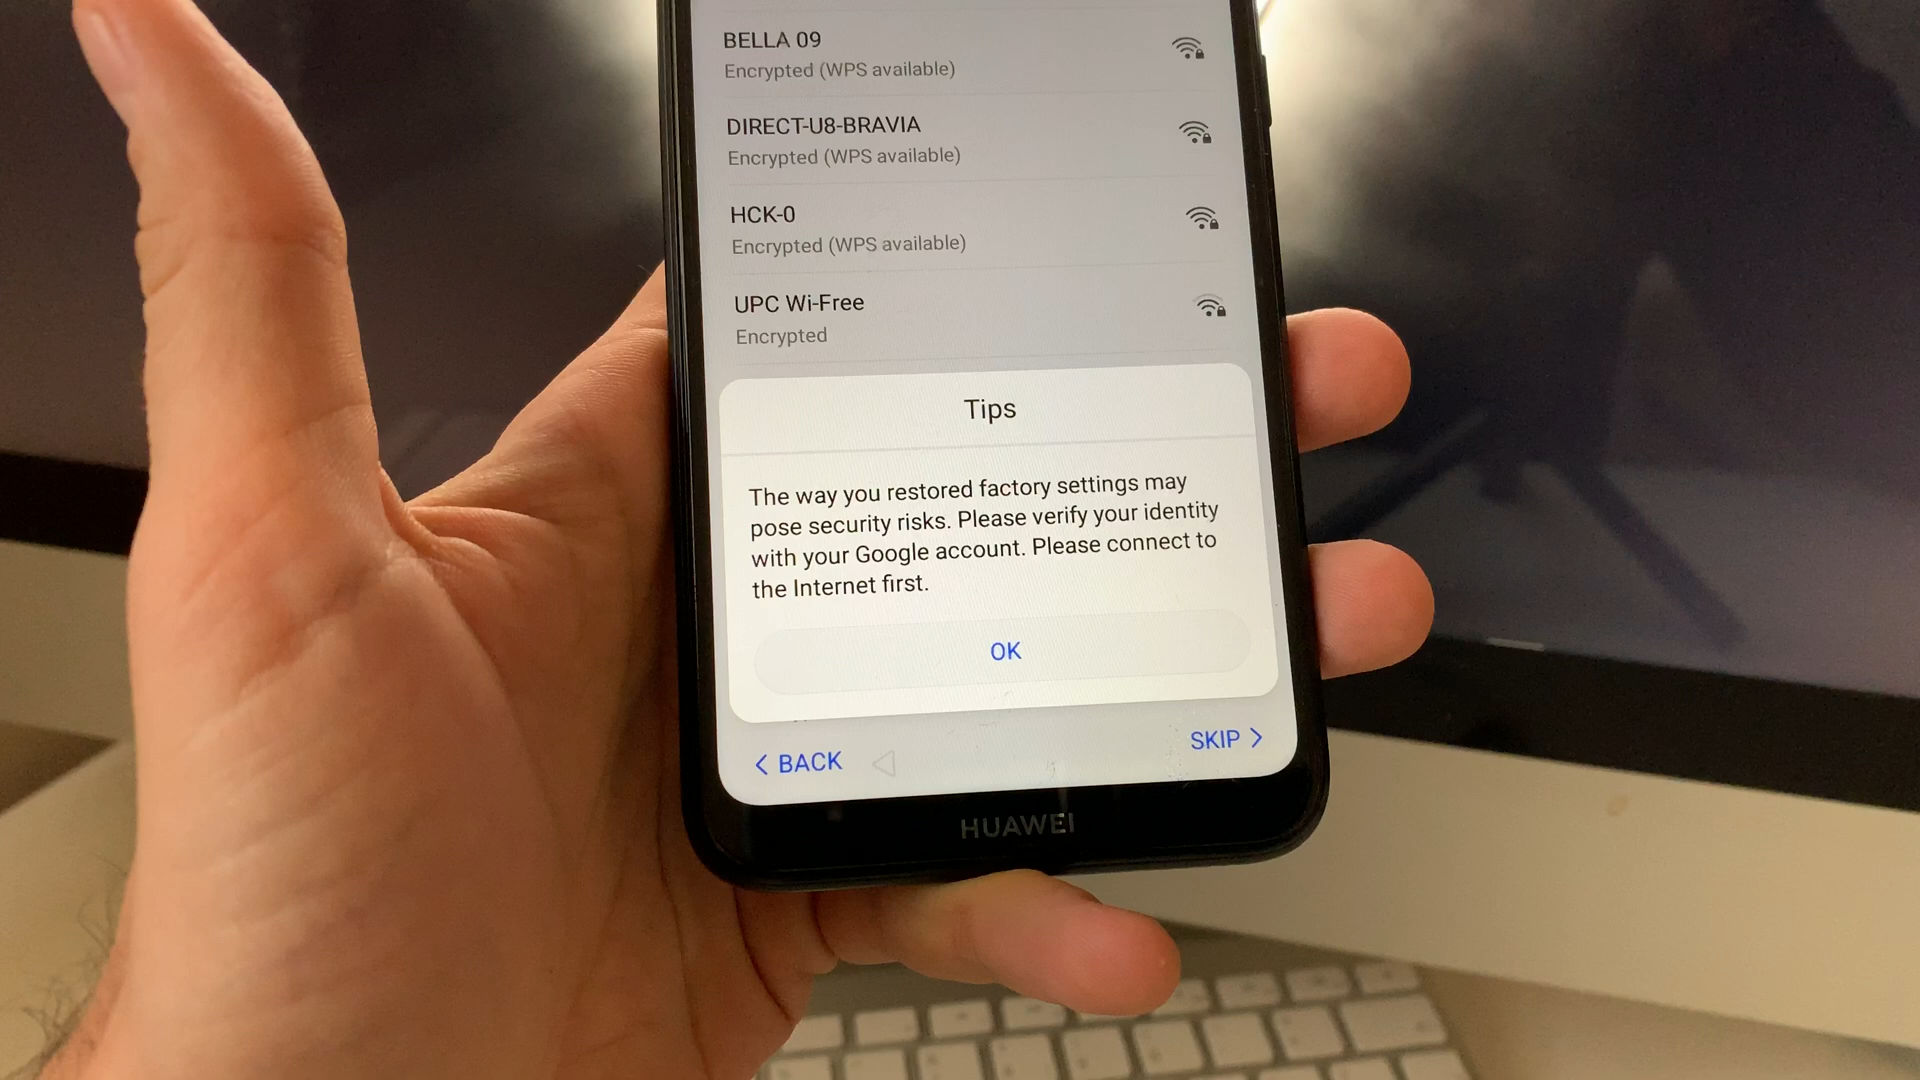 BELLA 09
Encrypted (WPS available)
DIRECT-U8-BRAVIA
Encrypted (WPS available)
HCK-0
Encrypted (WPS available)
UPC Wi-Free
Encrypted
Tips
The way you restored factory settings may
pose security risks. Please verify your identity
with your Google account. Please connect to
the Internet first.
OK
< BACK
SKIP >
HUAWEI